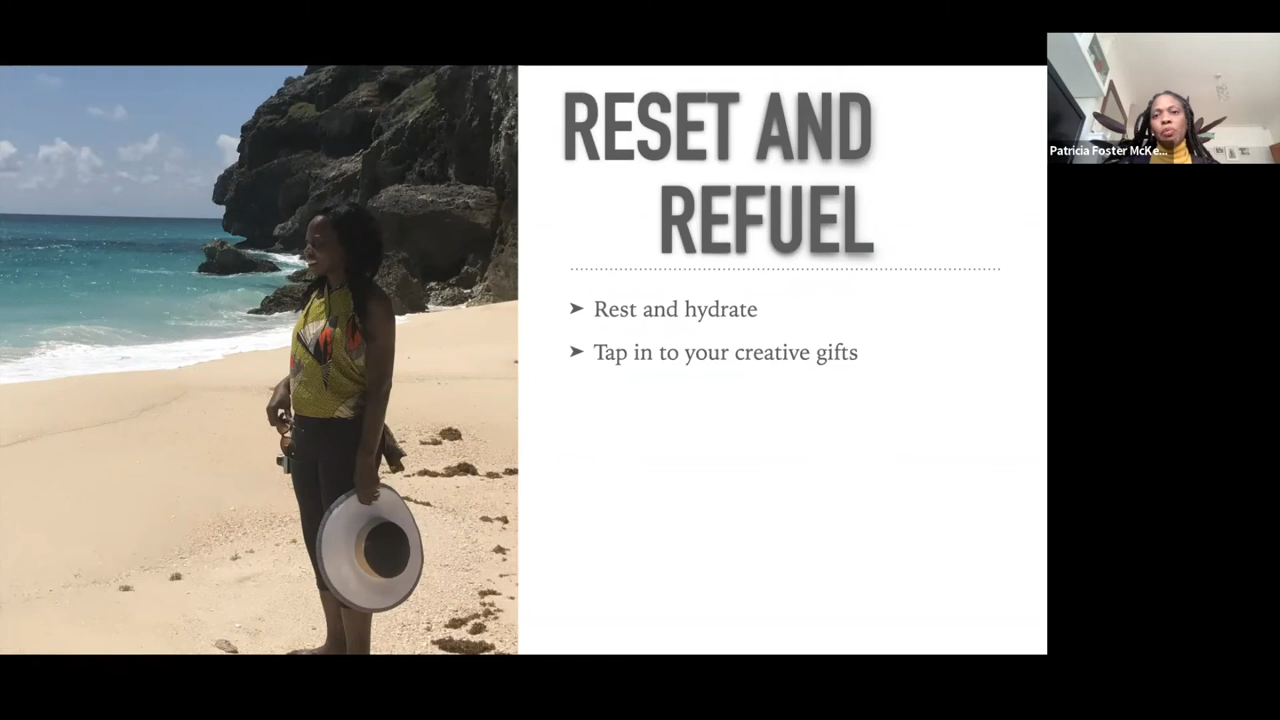 RESET AND
REFUEL
➤ Rest and hydrate
➤ Tap in to your creative gifts
Patricia Foster McKe...